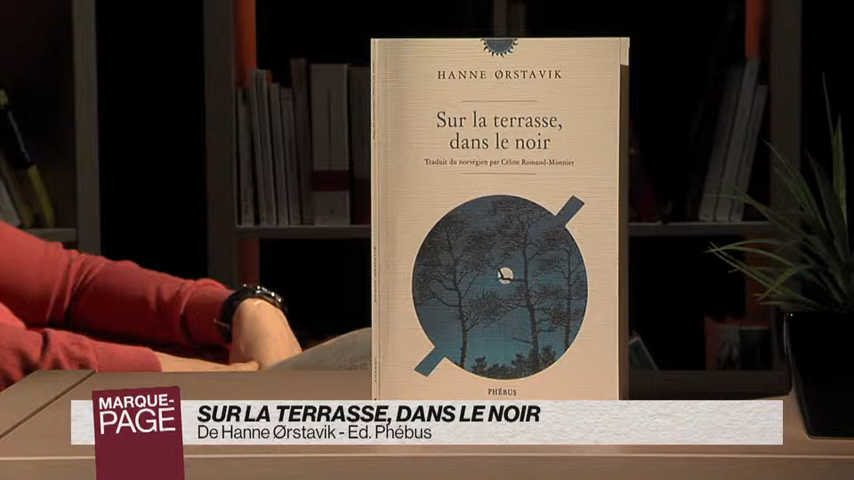 HANNE ØRSTAVIK
Sur la terrasse,
dans le noir
Traduit du norvégien par Céline Romand-Monnier
PHÉBUS
MARQUE-
PAGE
SUR LA TERRASSE, DANS LE NOIR
De Hanne Ørstavik - Ed. Phébus